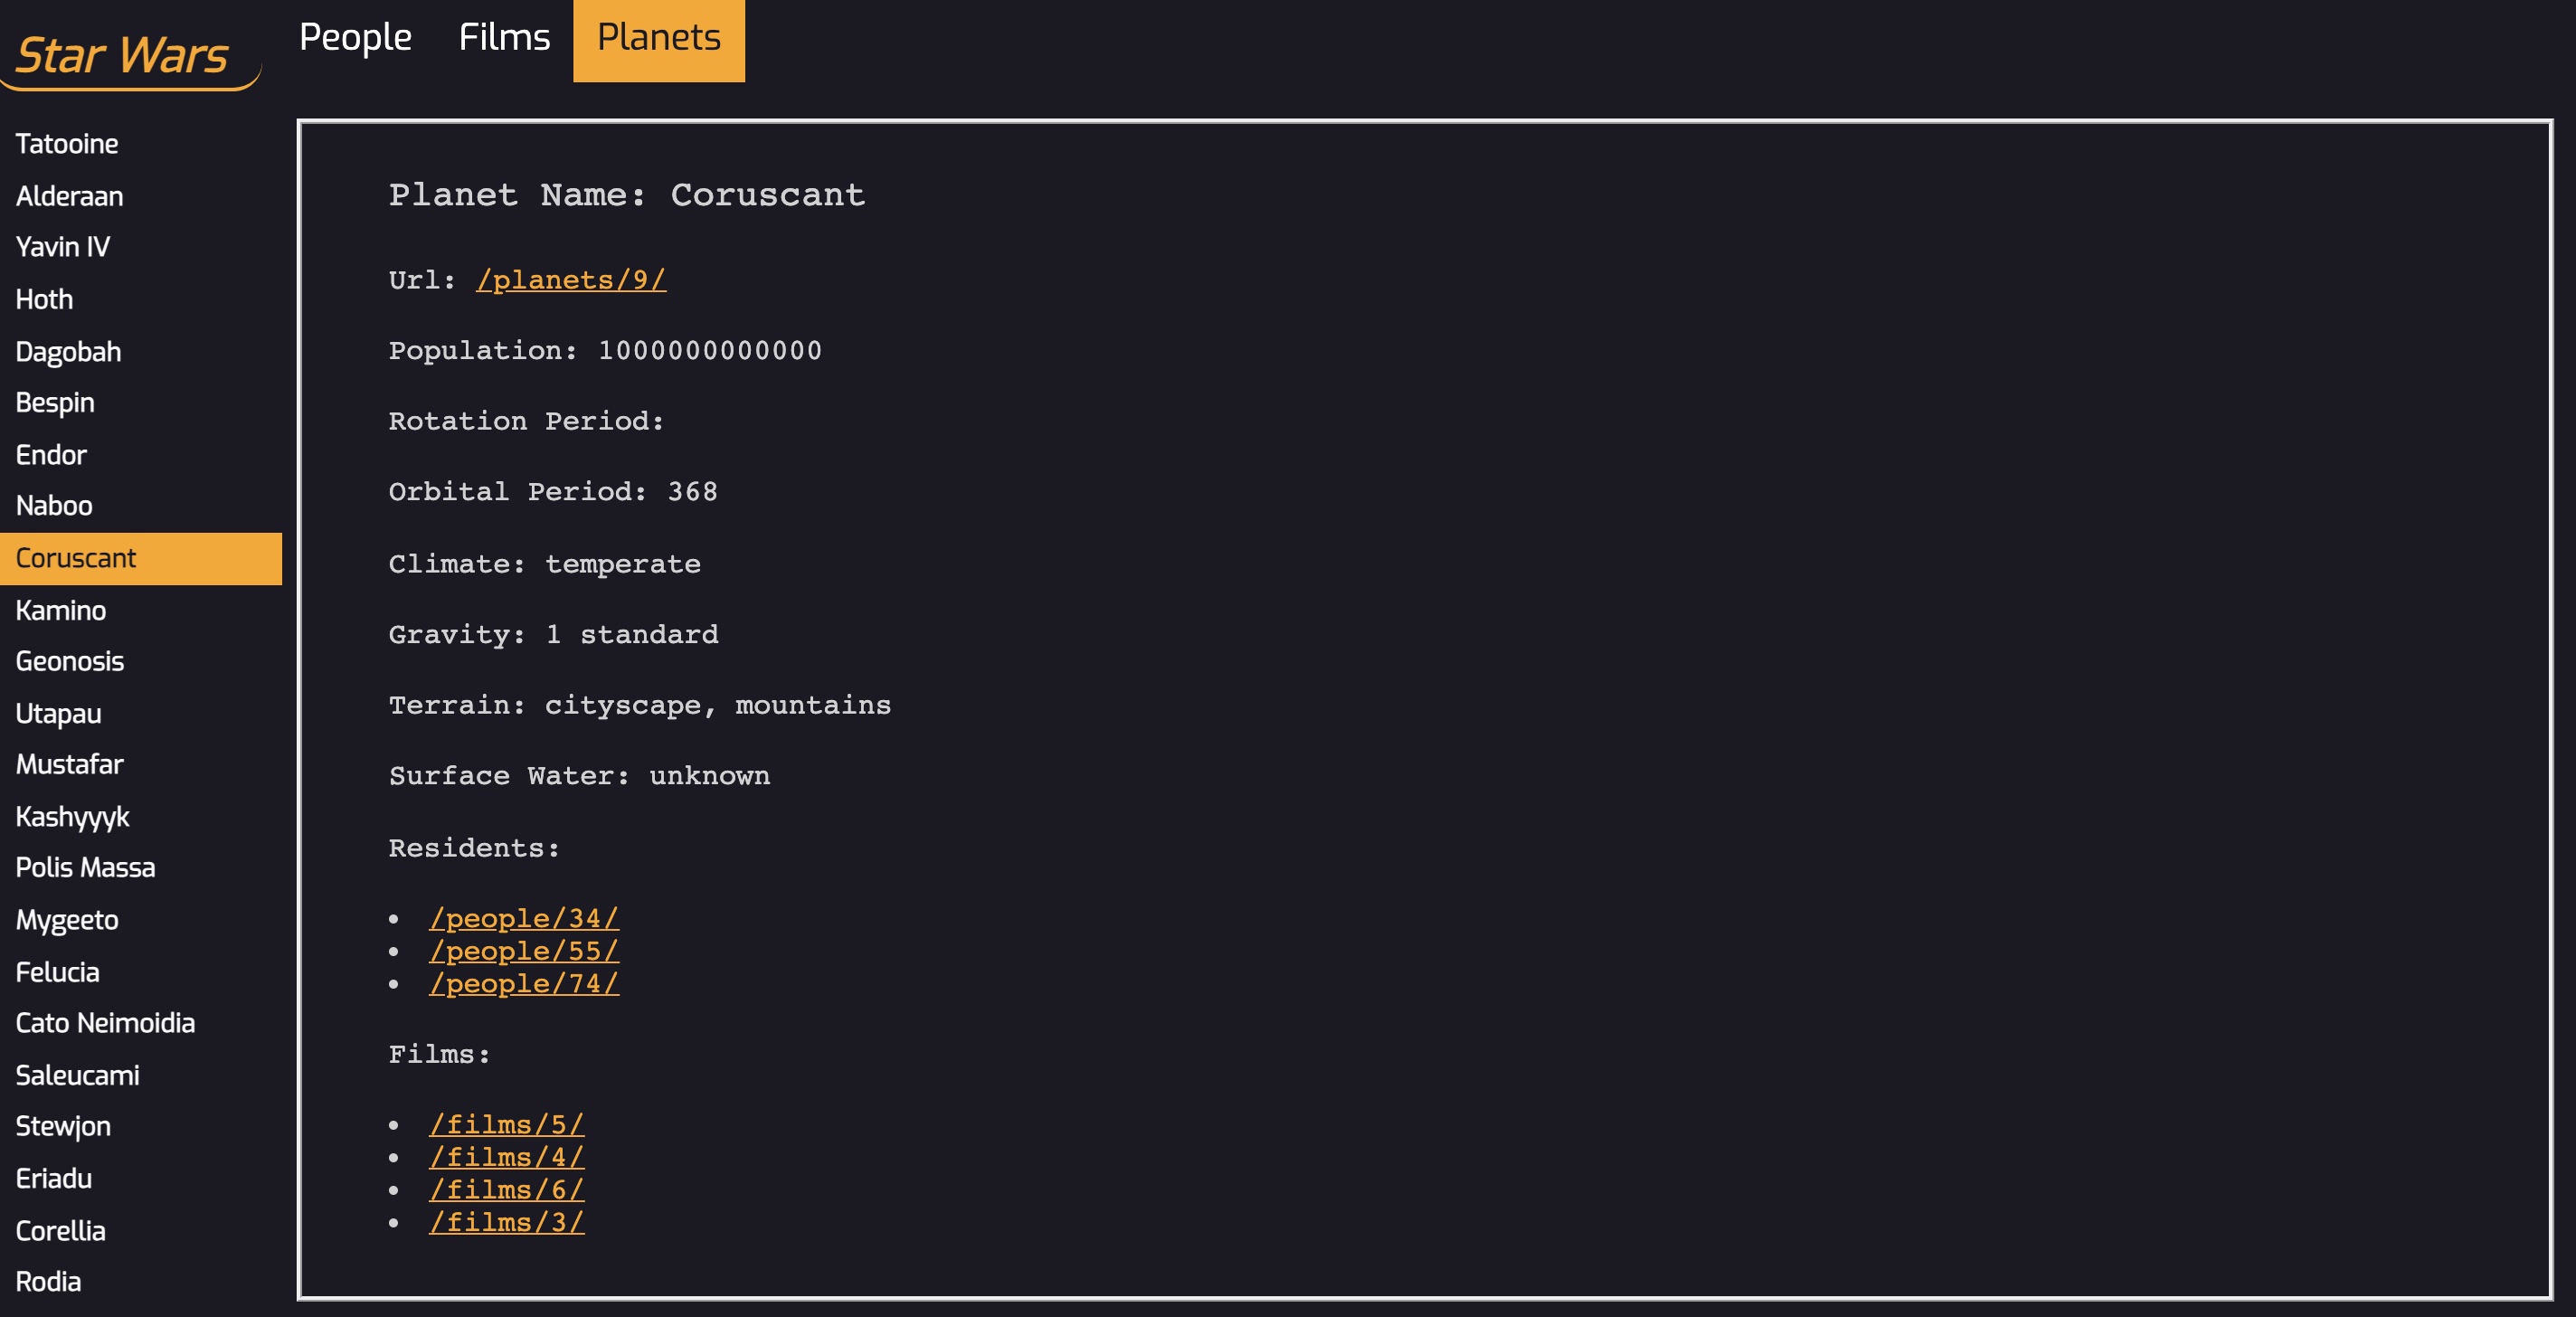 Star Wars
People Films Planets
Tatooine
Alderaan
Yavin IV
Hoth
Dagobah
Bespin
Endor
Naboo
Coruscant
Kamino
Geonosis
Utapau
Mustafar
Kashyyyk
Polis Massa
Mygeeto
Felucia
Cato Neimoidia
Saleucami
Stewjon
Eriadu
Corellia
Rodia
Planet Name: Coruscant
Url: /planets/9/
Population: 1000000000000
Rotation Period:
Orbital Period: 368
Climate: temperate
Gravity: 1 standard
Terrain: cityscape, mountains
Surface Water: unknown
Residents:
• /people/34/
• /people/55/
• /people/74/
Films:
• /films/5/
• /films/4/
• /films/6/
• /films/3/